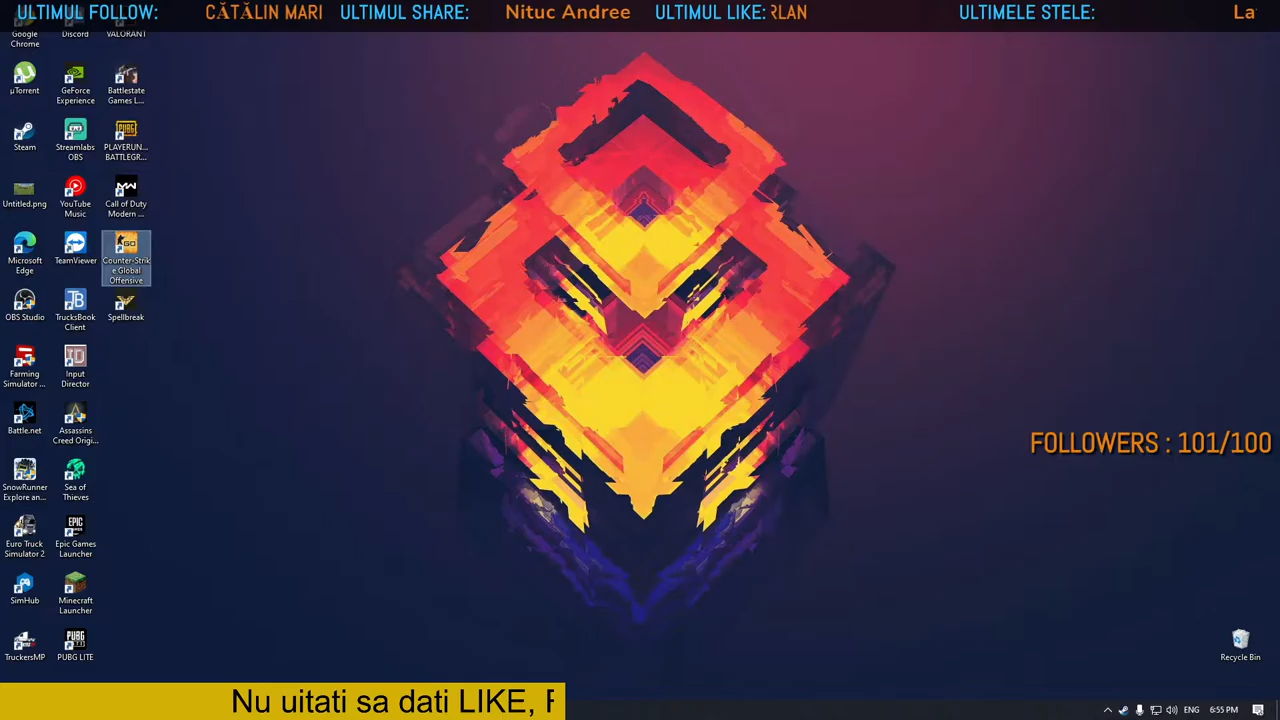 ULTIMUL FOLLOW: CĂTĂLIN MARI ULTIMUL SHARE: Nituc Andree ULTIMUL LIKE: RLAN ULTIMELE STELE: La
Google Chrome
Discord
VALORANT
µTorrent
GeForce Experience
Battlestate Games L...
Steam
Streamlabs OBS
PLAYERUN... BATTLEGR...
Untitled.png
YouTube Music
Call of Duty Modern ...
Microsoft Edge
TeamViewer
Counter-Strike Global Offensive
OBS Studio
TrucksBook Client
Spellbreak
Farming Simulator ...
Input Director
Battle.net
Assassins Creed Origi...
FOLLOWERS : 101/100
SnowRunner Explore an...
Sea of Thieves
Euro Truck Simulator 2
Epic Games Launcher
SimHub
Minecraft Launcher
TruckersMP
PUBG LITE
Recycle Bin
Nu uitati sa dati LIKE, F
ENG 6:55 PM